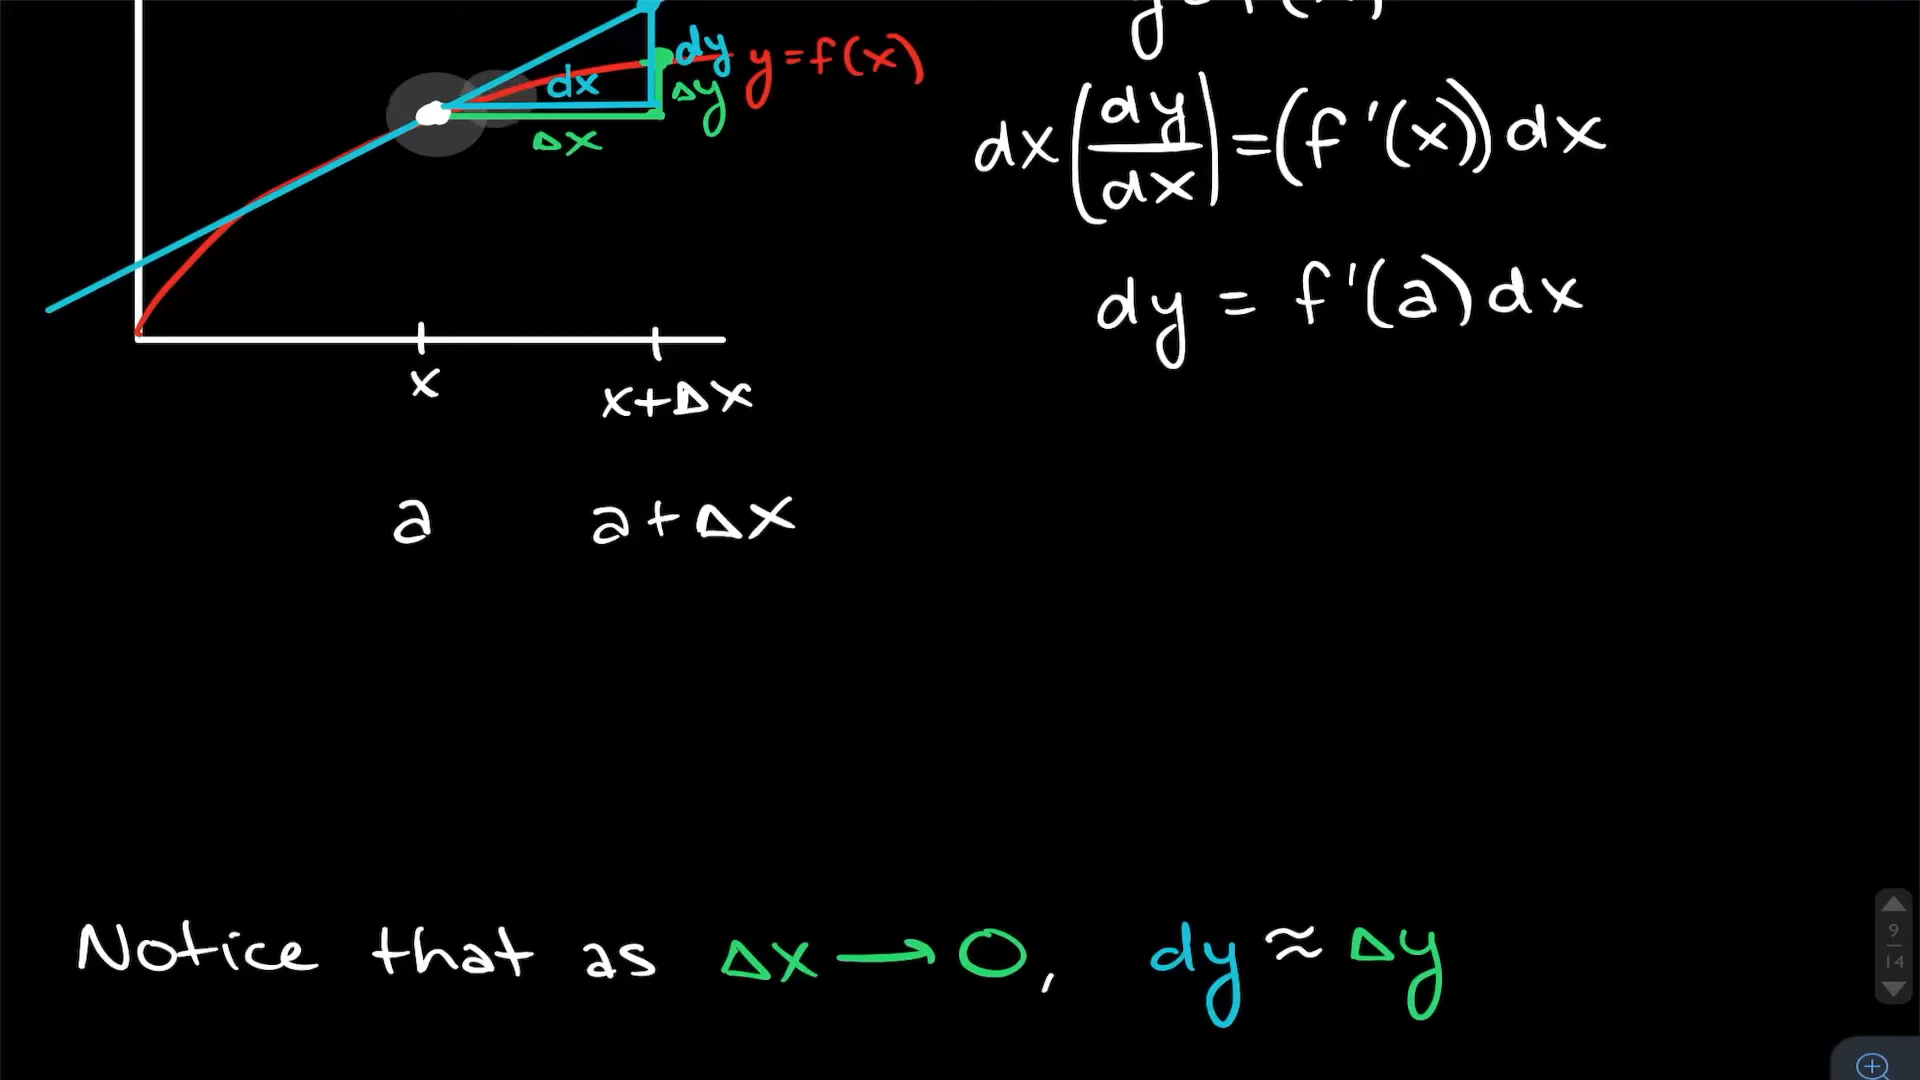 dy
y=f(x)
dx
Δy
Δx
x
x+Δx
a
a+Δx
dx(dy/dx)=(f'(x))dx
dy = f'(a)dx
Notice that as Δx→0, dy≈Δy
9
14